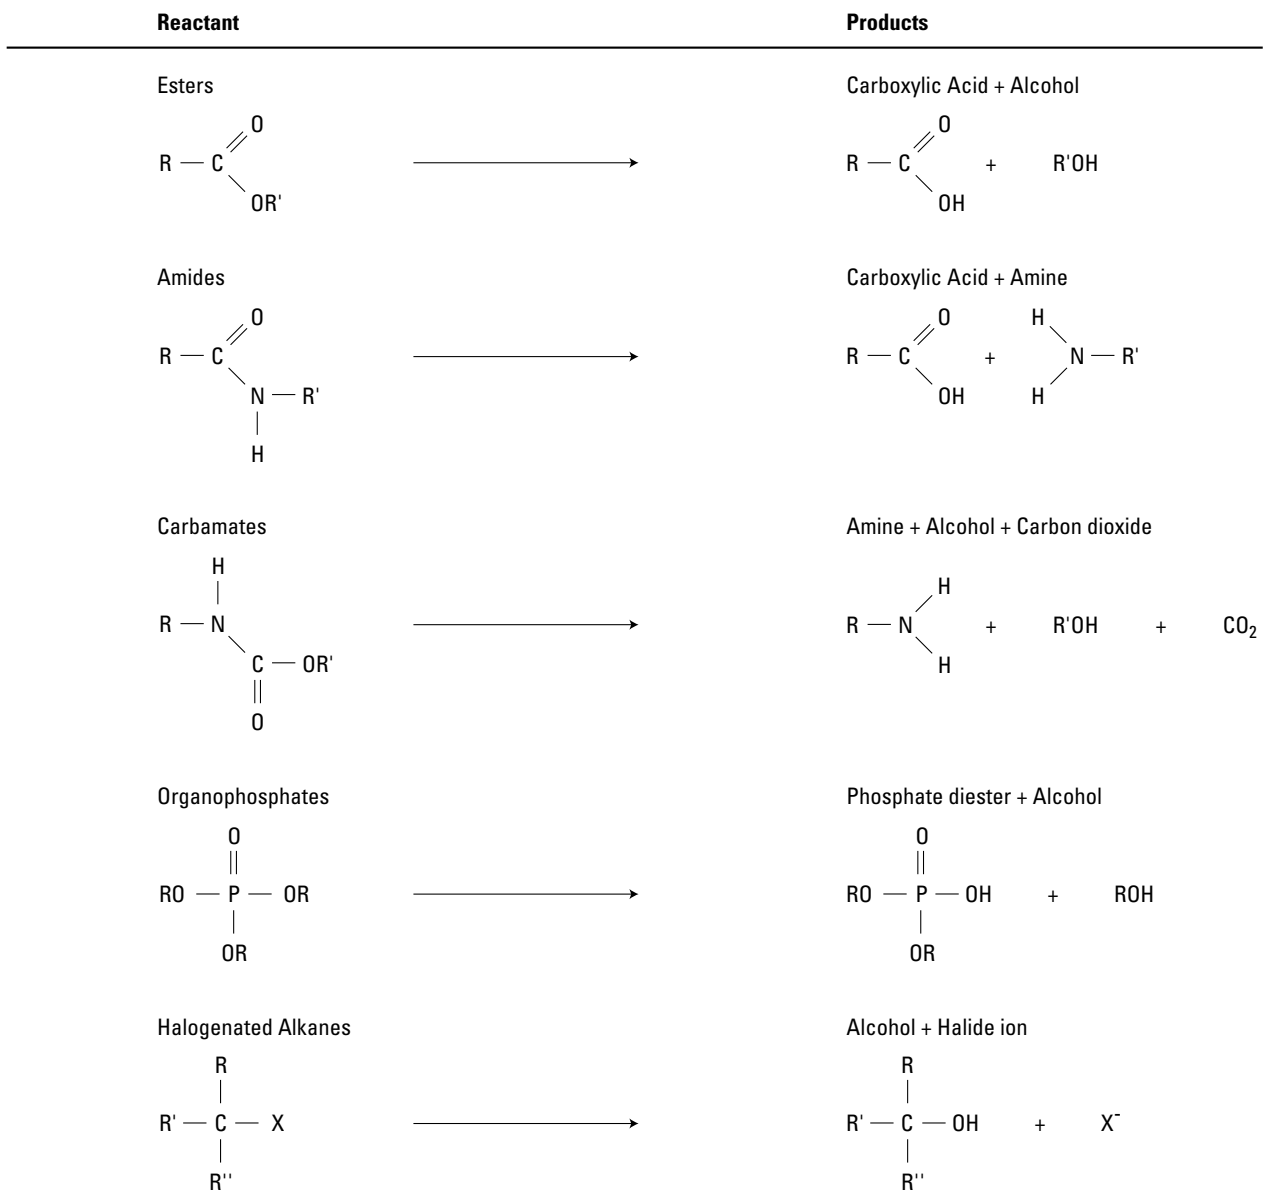 Reactant Products
Esters Carboxylic Acid + Alcohol
O O
R C R C + R'OH
OR' OH
Amides Carboxylic Acid + Amine
O O H
R C R C + N R'
N R' OH H
H
Carbamates Amine + Alcohol + Carbon dioxide
H H
R N R N + R'OH + CO2
C OR' H
O
Organophosphates Phosphate diester + Alcohol
O O
RO P OR RO P OH + ROH
OR OR
Halogenated Alkanes Alcohol + Halide ion
R R
R' C X R' C OH + X-
R'' R''